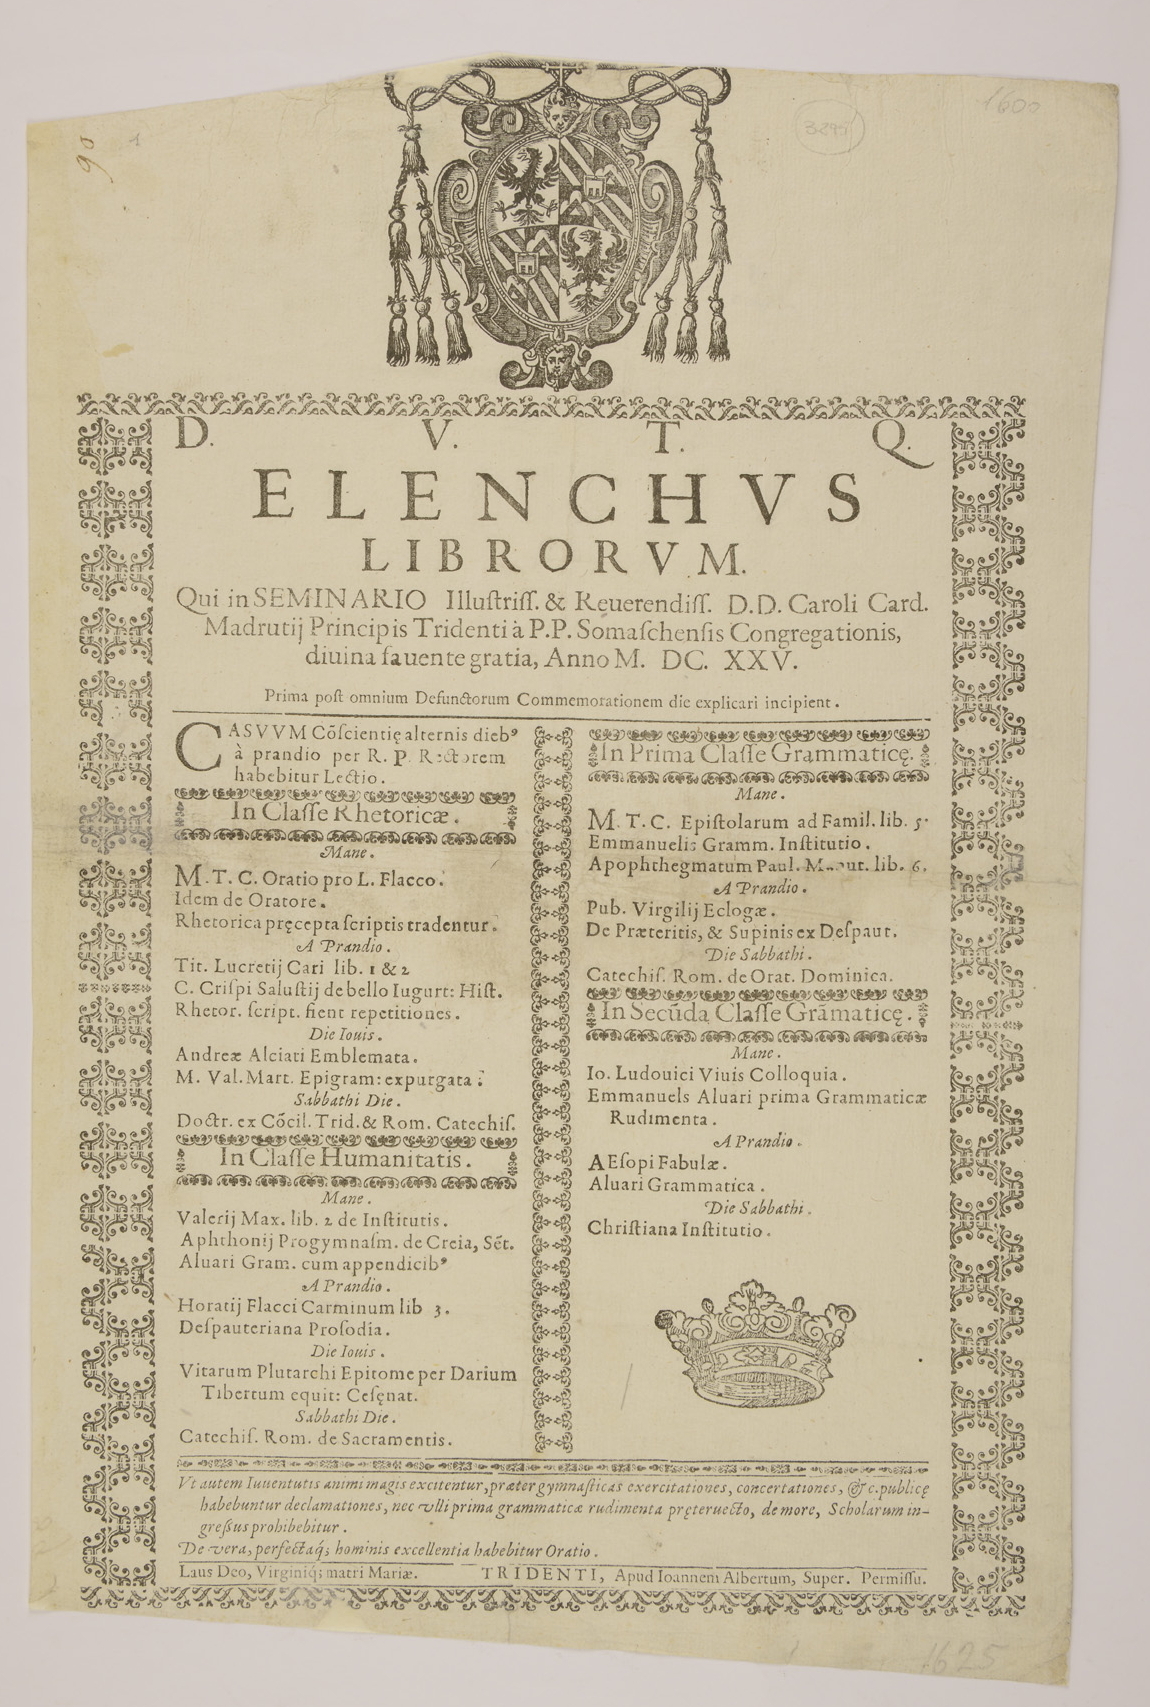 1600
3295
90
1
D. V. T. Q.
ELENCHVS
LIBRORVM.
Qui in SEMINARIO Illuſtriſſ. & Reuerendiſſ. D.D. Caroli Card.
Madrutij Principis Tridenti à P.P. Somaſchenſis Congregationis,
diuina fauente gratia, Anno M. DC. XXV.
Prima poſt omnium Defunctorum Commemorationem die explicari incipient.
CASVVM Cõſcientię alternis dieb⁹
à prandio per R. P. Rectorem
habebitur Lectio.
In Claſſe Rhetoricæ.
Mane.
M. T. C. Oratio pro L. Flacco.
Idem de Oratore.
Rhetorica pręcepta ſcriptis tradentur.
A Prandio.
Tit. Lucretij Cari lib. 1 & 2
C. Criſpi Saluſtij de bello Iugurt: Hiſt.
Rhetor. ſcript. fient repetitiones.
Die Iouis.
Andreæ Alciati Emblemata.
M. Val. Mart. Epigram: expurgata:
Sabbathi Die.
Doctr. ex Cõcil. Trid. & Rom. Catechiſ.
In Claſſe Humanitatis.
Mane.
Valerij Max. lib. 2 de Inſtitutis.
Aphthonij Progymnaſm. de Creia, Sẽt.
Aluari Gram. cum appendicib⁹
A Prandio.
Horatij Flacci Carminum lib 3.
Deſpauteriana Proſodia.
Die Iouis.
Vitarum Plutarchi Epitome per Darium
Tibertum equit: Ceſęnat.
Sabbathi Die.
Catechiſ. Rom. de Sacramentis.
In Prima Claſſe Grammaticę.
Mane.
M. T. C. Epiſtolarum ad Famil. lib. 5.
Emmanuelis Gramm. Inſtitutio.
Apophthegmatum Paul. lib. 6.
A Prandio.
Pub. Virgilij Eclogæ.
De Præteritis, & Supinis ex Deſpaut.
Die Sabbathi.
Catechiſ. Rom. de Orat. Dominica.
In Secũda Claſſe Grãmaticę.
Mane.
Io. Ludouici Viuis Colloquia.
Emmanuels Aluari prima Grammaticæ
Rudimenta.
A Prandio.
AEſopi Fabulæ.
Aluari Grammatica.
Die Sabbathi.
Chriſtiana Inſtitutio.
Vt autem Iuuentutis animi magis excitentur, præter gymnaſticas exercitationes, concertationes, &c. publicę
habebuntur declamationes, nec vlli prima grammaticæ rudimenta pręteruecto, de more, Scholarum in-
greſſus prohibebitur.
De vera, perfectaq; hominis excellentia habebitur Oratio.
Laus Deo, Virginiq; matri Mariæ. TRIDENTI, Apud Ioannem Albertum, Super. Permiſſu.
1625